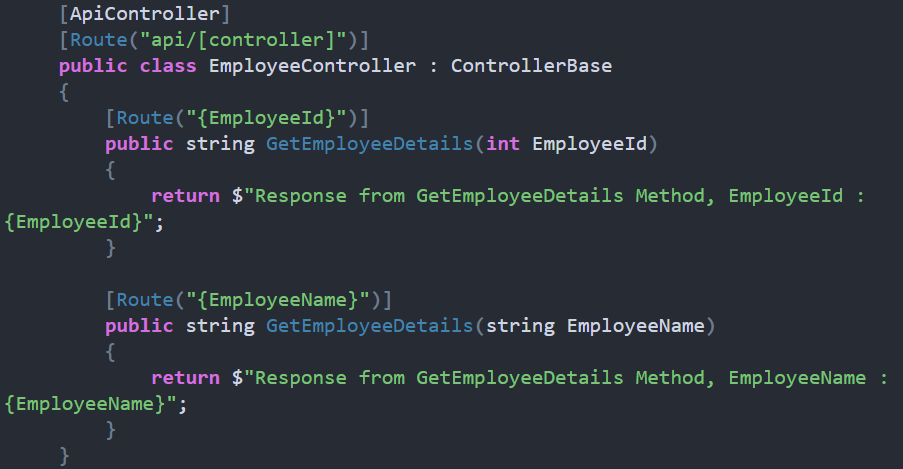 [ApiController]
[Route("api/[controller]")]
public class EmployeeController : ControllerBase
{
[Route("{EmployeeId}")]
public string GetEmployeeDetails(int EmployeeId)
{
return $"Response from GetEmployeeDetails Method, EmployeeId :
{EmployeeId}";
}
[Route("{EmployeeName}")]
public string GetEmployeeDetails(string EmployeeName)
{
return $"Response from GetEmployeeDetails Method, EmployeeName :
{EmployeeName}";
}
}